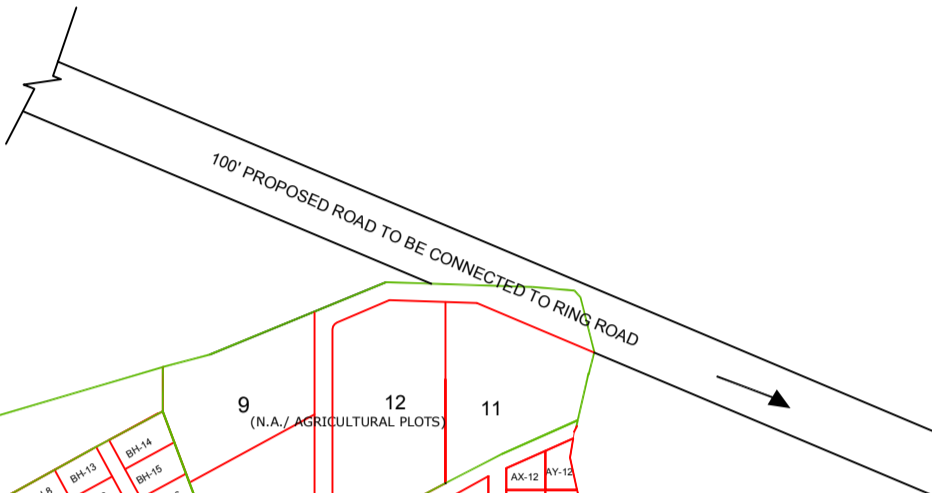 100' PROPOSED ROAD TO BE CONNECTED TO RING ROAD
9
12
11
(N.A./ AGRICULTURAL PLOTS)
BH-14
BH-13
BH-15
AX-12
AY-12